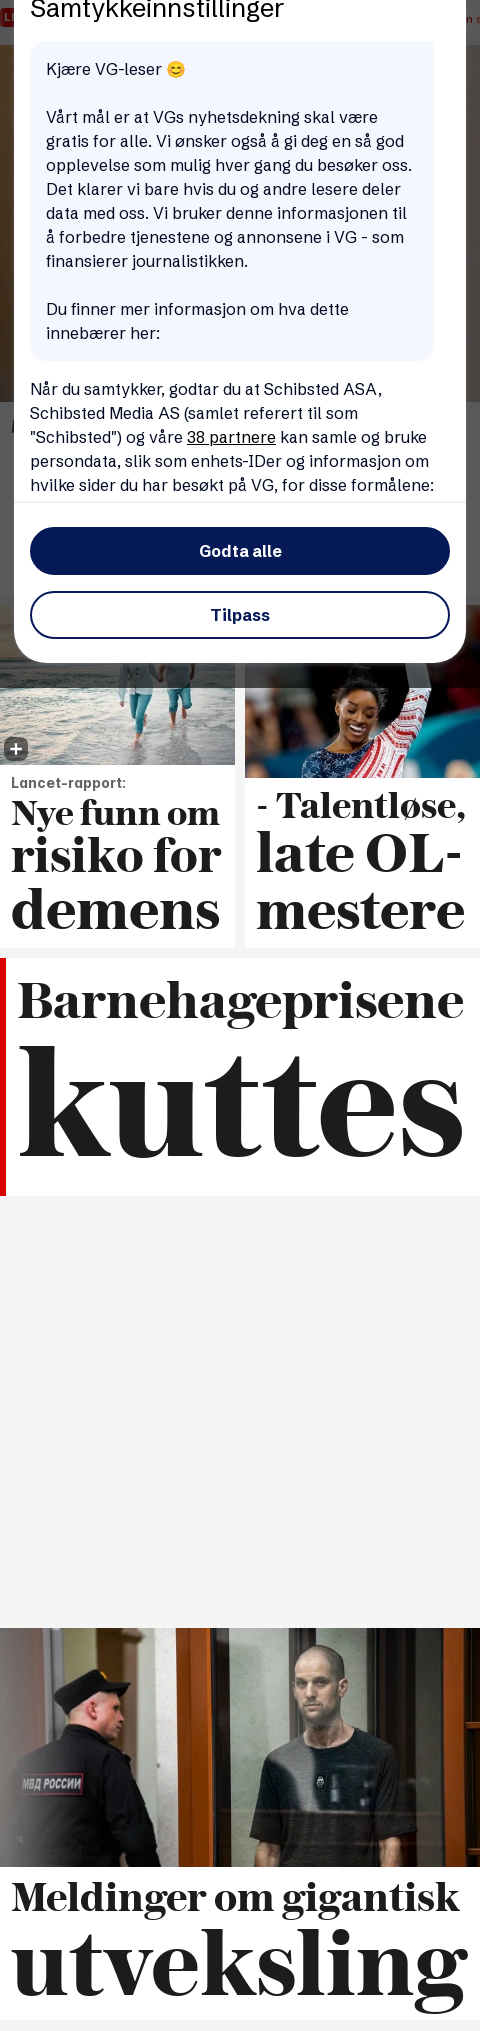 Samtykkeinnstillinger
Kjære VG-leser 😊
Vårt mål er at VGs nyhetsdekning skal være
gratis for alle. Vi ønsker også å gi deg en så god
opplevelse som mulig hver gang du besøker oss.
Det klarer vi bare hvis du og andre lesere deler
data med oss. Vi bruker denne informasjonen til
å forbedre tjenestene og annonsene i VG - som
finansierer journalistikken.
Du finner mer informasjon om hva dette
innebærer her:
Når du samtykker, godtar du at Schibsted ASA,
Schibsted Media AS (samlet referert til som
"Schibsted") og våre 38 partnere kan samle og bruke
persondata, slik som enhets-IDer og informasjon om
hvilke sider du har besøkt på VG, for disse formålene:
Godta alle
Tilpass
Lancet-rapport:
Nye funn om
risiko for
demens
- Talentløse,
late OL-
mestere
Barnehageprisene
kuttes
МВД РОССИИ
Meldinger om gigantisk
utveksling